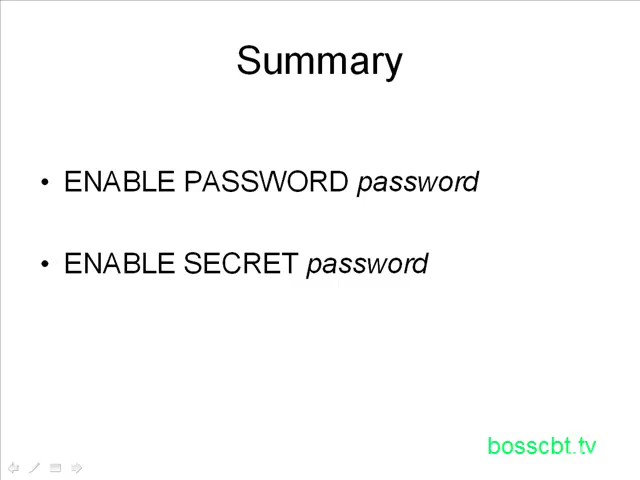 Summary
• ENABLE PASSWORD password
• ENABLE SECRET password
bosscbt.tv